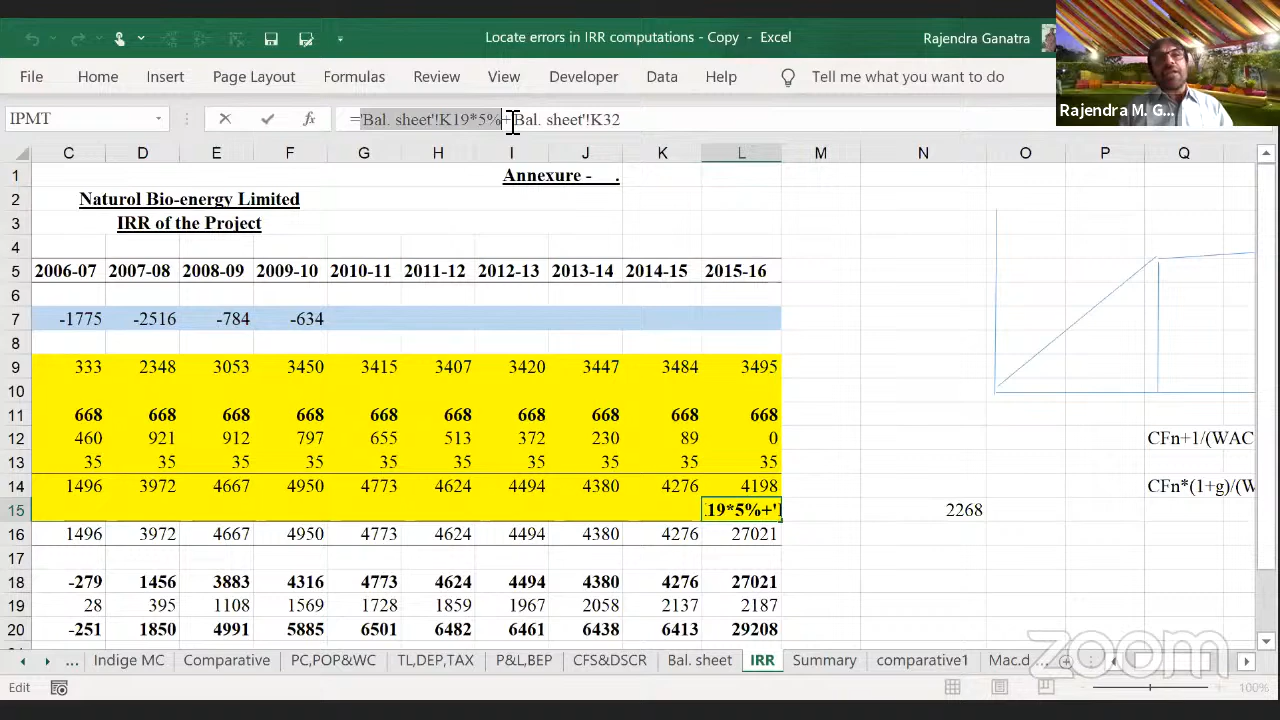 Locate errors in IRR computations - Copy - Excel
Rajendra Ganatra
File Home Insert Page Layout Formulas Data Review View Developer Help Tell me what you want to do
IPMT ='Bal. sheet'!K19*5%+'Bal. sheet'!K32
Rajendra M. G...
C D E F G H I J K L M N O P Q
1 Annexure - .
2 Naturol Bio-energy Limited
3 IRR of the Project
4
5 2006-07 2007-08 2008-09 2009-10 2010-11 2011-12 2012-13 2013-14 2014-15 2015-16
6
7 -1775 -2516 -784 -634
8
9 333 2348 3053 3450 3415 3407 3420 3447 3484 3495
10
11 668 668 668 668 668 668 668 668 668 668
12 460 921 912 797 655 513 372 230 89 0 CFn+1/(WAC
13 35 35 35 35 35 35 35 35 35 35
14 1496 3972 4667 4950 4773 4624 4494 4380 4276 4198 CFn*(1+g)/(W
15 19*5%+' 2268
16 1496 3972 4667 4950 4773 4624 4494 4380 4276 27021
17
18 -279 1456 3883 4316 4773 4624 4494 4380 4276 27021
19 28 395 1108 1569 1728 1859 1967 2058 2137 2187
20 -251 1850 4991 5885 6501 6482 6461 6438 6413 29208
... Indige MC Comparative PC,POP&WC TL,DEP,TAX P&L,BEP CFS&DSCR Bal. sheet IRR Summary comparative1 Mac.d ...
zoom
Edit 100%